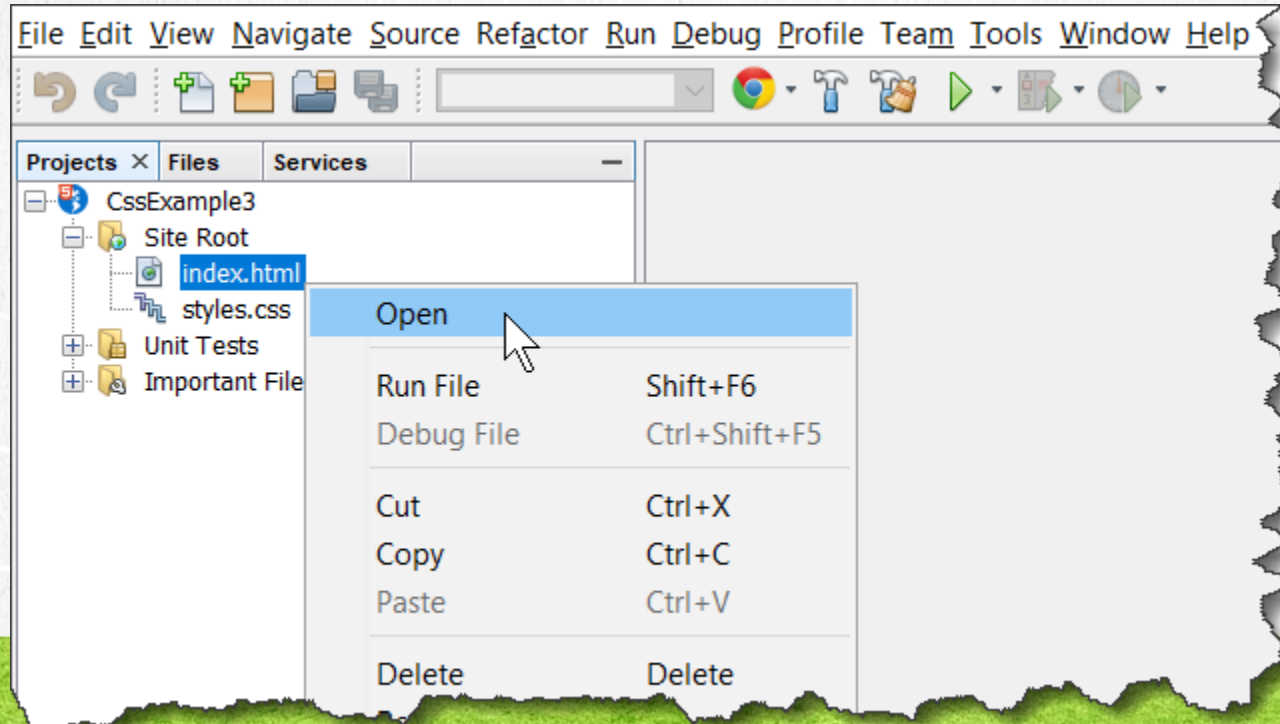 File Edit View Navigate Source Refactor Run Debug Profile Team Tools Window Help
Projects Files Services
CssExample3
Site Root
index.html
styles.css
Unit Tests
Important File
Open
Run File Shift+F6
Debug File Ctrl+Shift+F5
Cut Ctrl+X
Copy Ctrl+C
Paste Ctrl+V
Delete Delete